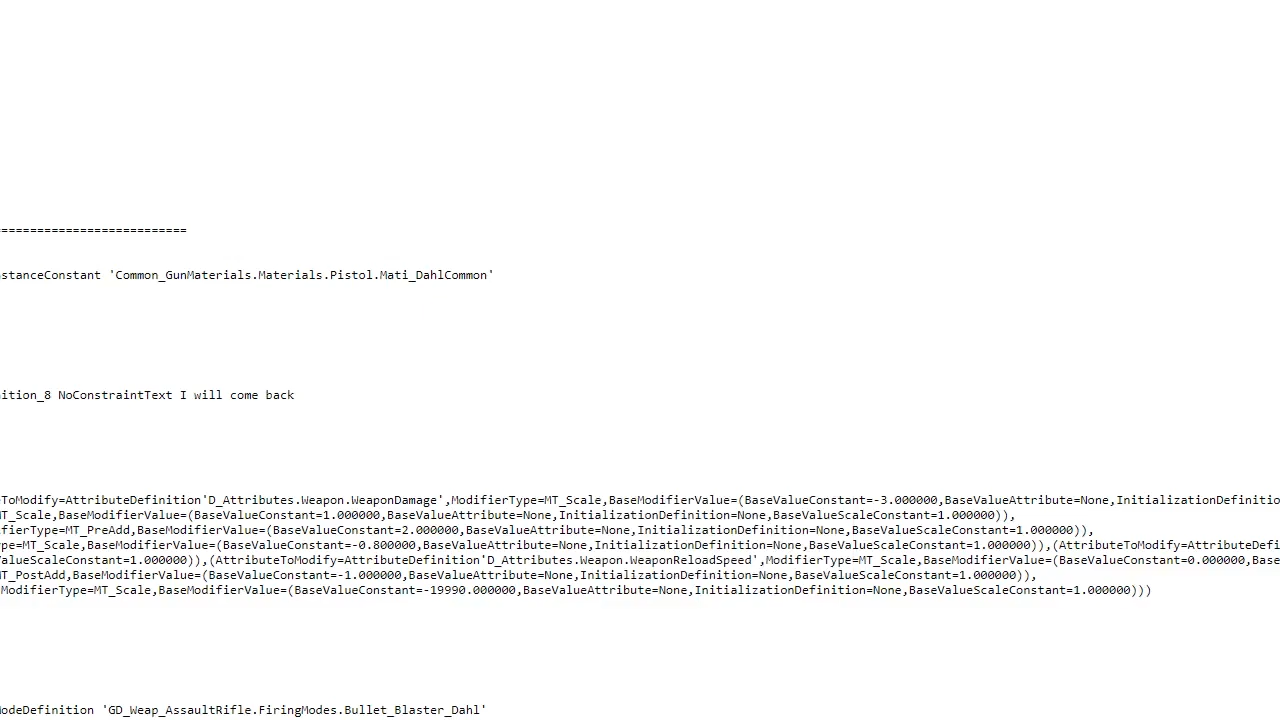 ==========================
stanceConstant 'Common_GunMaterials.Materials.Pistol.Mati_DahlCommon'
ition_8 NoConstraintText I will come back
ToModify=AttributeDefinition'D_Attributes.Weapon.WeaponDamage',ModifierType=MT_Scale,BaseModifierValue=(BaseValueConstant=-3.000000,BaseValueAttribute=None,InitializationDefinitio
MT_Scale,BaseModifierValue=(BaseValueConstant=1.000000,BaseValueAttribute=None,InitializationDefinition=None,BaseValueScaleConstant=1.000000)),
fierType=MT_PreAdd,BaseModifierValue=(BaseValueConstant=2.000000,BaseValueAttribute=None,InitializationDefinition=None,BaseValueScaleConstant=1.000000)),
pe=MT_Scale,BaseModifierValue=(BaseValueConstant=-0.800000,BaseValueAttribute=None,InitializationDefinition=None,BaseValueScaleConstant=1.000000)),(AttributeToModify=AttributeDefi
ValueScaleConstant=1.000000)),(AttributeToModify=AttributeDefinition'D_Attributes.Weapon.WeaponReloadSpeed',ModifierType=MT_Scale,BaseModifierValue=(BaseValueConstant=0.000000,Base
MT_PostAdd,BaseModifierValue=(BaseValueConstant=-1.000000,BaseValueAttribute=None,InitializationDefinition=None,BaseValueScaleConstant=1.000000)),
ModifierType=MT_Scale,BaseModifierValue=(BaseValueConstant=-19990.000000,BaseValueAttribute=None,InitializationDefinition=None,BaseValueScaleConstant=1.000000)))
odeDefinition 'GD_Weap_AssaultRifle.FiringModes.Bullet_Blaster_Dahl'